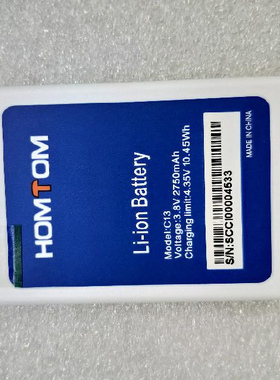 HOMTOM
Li-ion Battery
Model:C13
Voltage:3.8V 2750mAh
Charging limit:4.35V 10.45Wh
S/N:SCCI00004533
MADE IN CHINA